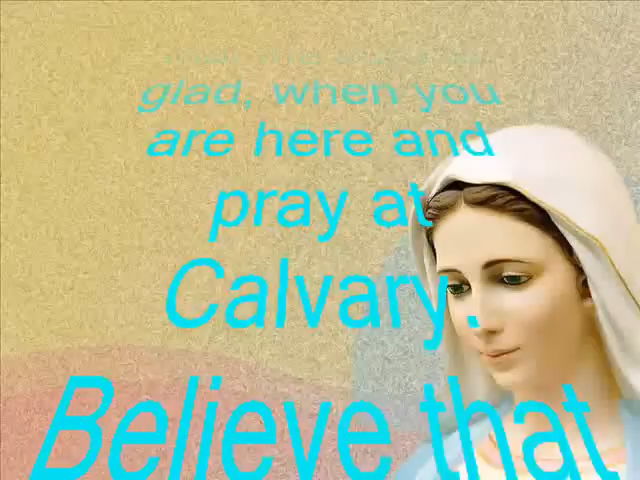 glad, when you
are here and
pray at
Calvary.
Believe that